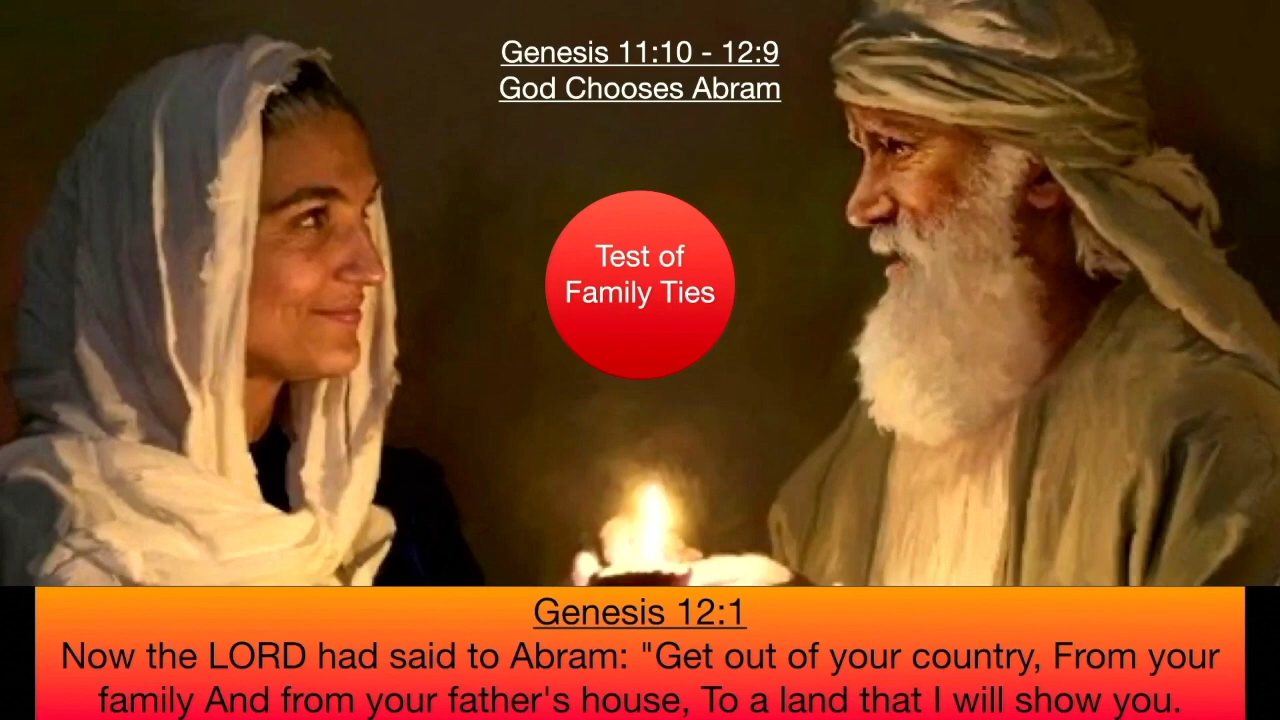 Genesis 11:10 - 12:9
God Chooses Abram
Test of
Family Ties
Genesis 12:1
Now the LORD had said to Abram: "Get out of your country, From your
family And from your father's house, To a land that I will show you.